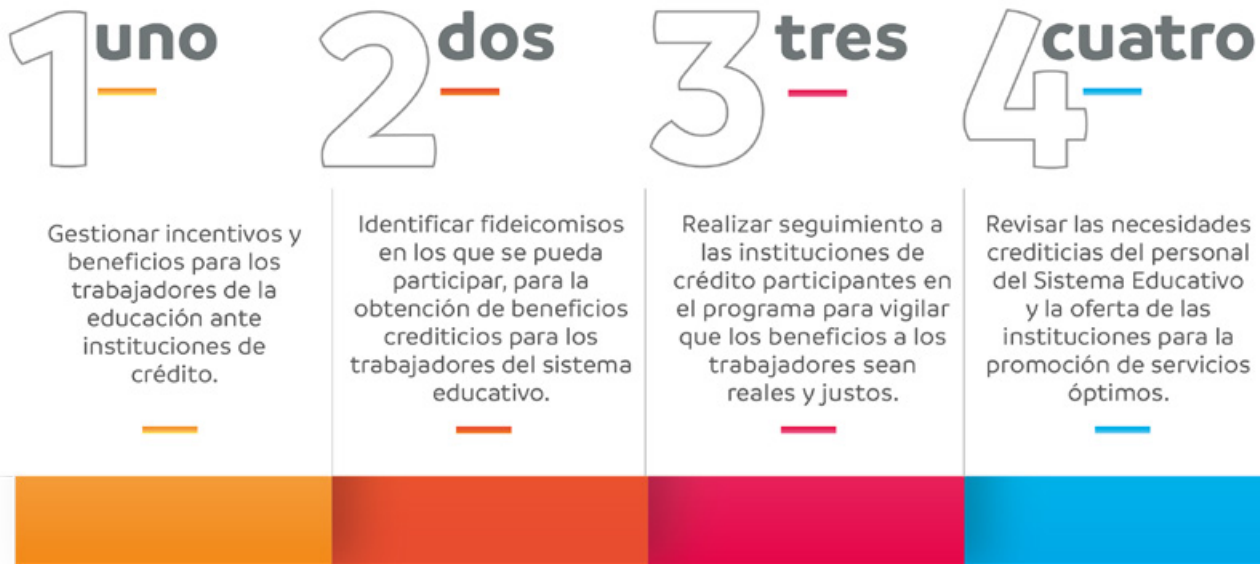 1 uno
Gestionar incentivos y
beneficios para los
trabajadores de la
educación ante
instituciones de
crédito.
2 dos
Identificar fideicomisos
en los que se pueda
participar, para la
obtención de beneficios
crediticios para los
trabajadores del sistema
educativo.
3 tres
Realizar seguimiento a
las instituciones de
crédito participantes en
el programa para vigilar
que los beneficios a los
trabajadores sean
reales y justos.
4 cuatro
Revisar las necesidades
crediticias del personal
del Sistema Educativo
y la oferta de las
instituciones para la
promoción de servicios
óptimos.